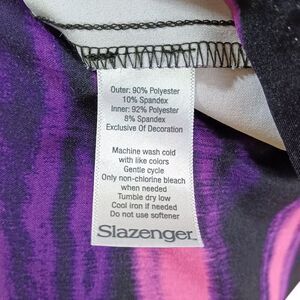 Outer: 90% Polyester
10% Spandex
Inner: 92% Polyester
8% Spandex
Exclusive Of Decoration
Machine wash cold
with like colors
Gentle cycle
Only non-chlorine bleach
when needed
Tumble dry low
Cool iron if needed
Do not use softener
Slazenger